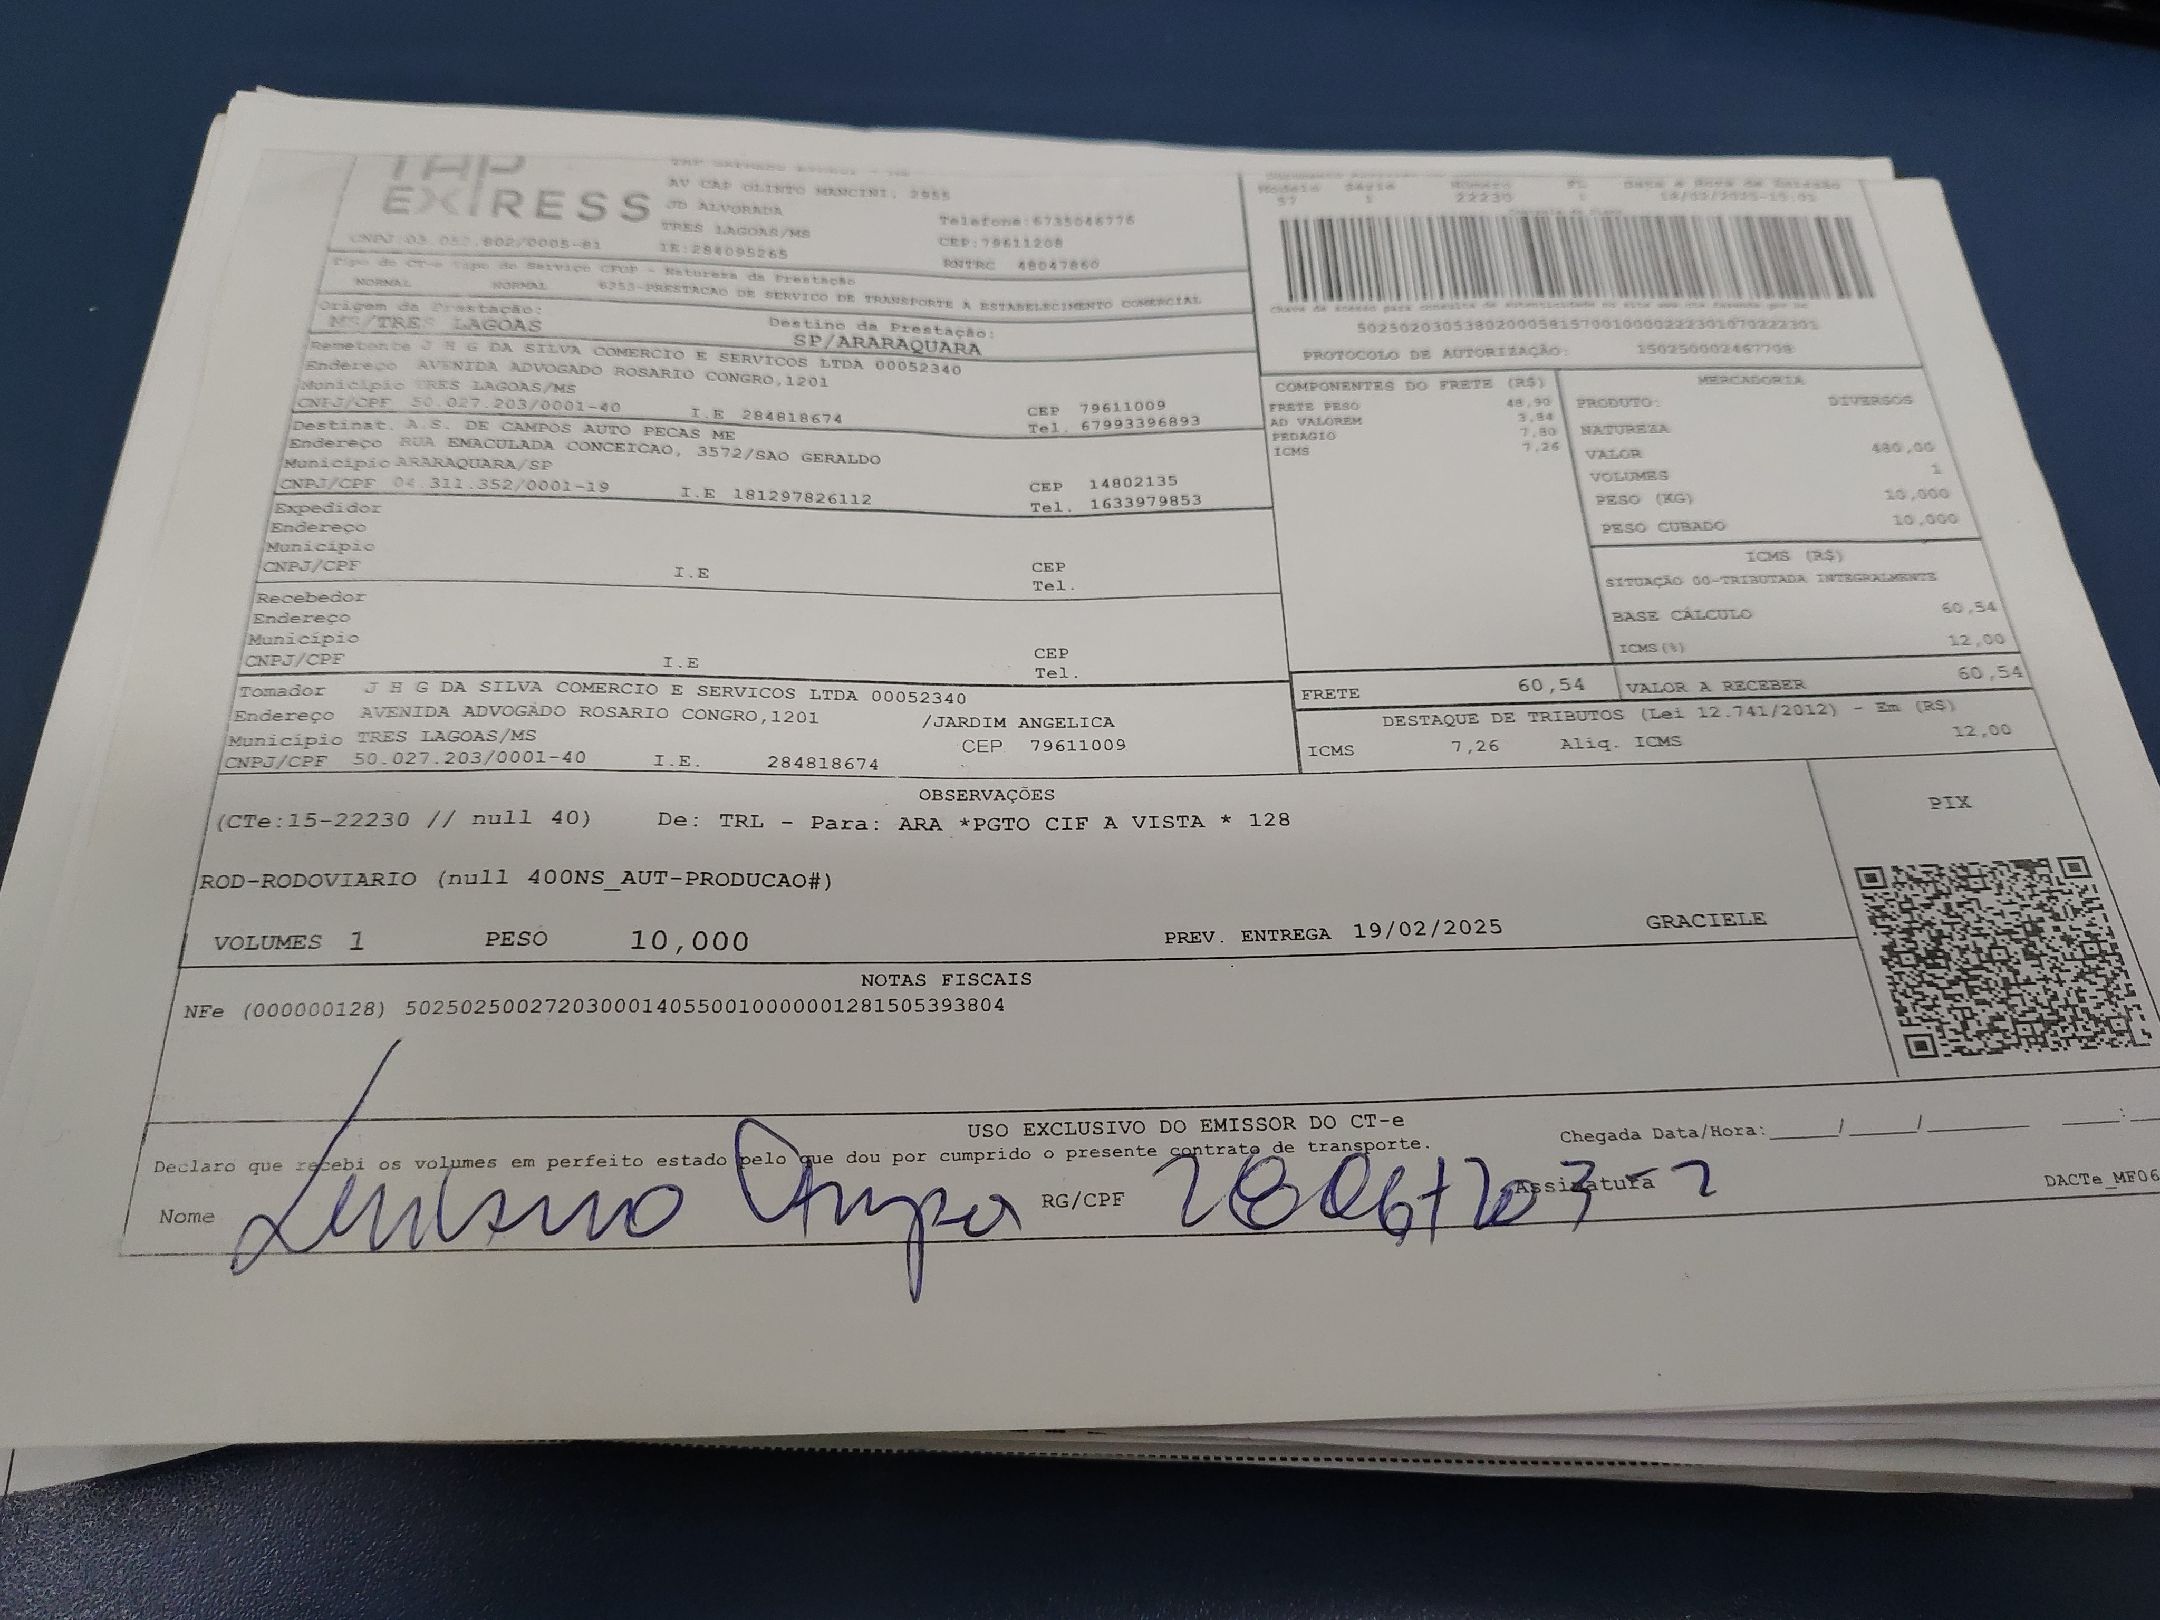 TAP
EXPRESS
AV CAP OLINTO MANCINI, 2955
JD ALVORADA
TRES LAGOAS/MS
Telefone:6735046776
IE:284095265
CEP:79611208
RNTRC 48047860
NORMAL NORMAL 6353-PRESTACAO DE SERVICO DE TRANSPORTE A ESTABELECIMENTO COMERCIAL
Origem da Prestação:
MS/TRES LAGOAS
Destino da Prestação:
SP/ARARAQUARA
Remetente J H G DA SILVA COMERCIO E SERVICOS LTDA 00052340
Endereço AVENIDA ADVOGADO ROSARIO CONGRO,1201
Município TRES LAGOAS/MS
CNPJ/CPF 50.027.203/0001-40 I.E 284818674
CEP 79611009
Tel. 67993396893
Destinat. A.S. DE CAMPOS AUTO PECAS ME
Endereço RUA EMACULADA CONCEICAO, 3572/SAO GERALDO
Município ARARAQUARA/SP
CNPJ/CPF 04.311.352/0001-19 I.E 181297826112
CEP 14802135
Tel. 1633979853
Expedidor
Endereço
Município
CNPJ/CPF I.E
CEP
Tel.
Recebedor
Endereço
Município
CNPJ/CPF I.E
CEP
Tel.
Tomador J H G DA SILVA COMERCIO E SERVICOS LTDA 00052340
Endereço AVENIDA ADVOGADO ROSARIO CONGRO,1201 /JARDIM ANGELICA
Município TRES LAGOAS/MS CEP 79611009
CNPJ/CPF 50.027.203/0001-40 I.E. 284818674
57 1 22230 1
PROTOCOLO DE AUTORIZAÇÃO: 150250002467709
COMPONENTES DO FRETE (R$)
FRETE PESO 48,90
AD VALOREM 3,84
PEDAGIO
ICMS 7,26
MERCADORIA
PRODUTO: DIVERSOS
NATUREZA
VALOR 480,00
VOLUMES 1
PESO (KG) 10,000
PESO CUBADO 10,000
ICMS (R$)
SITUAÇÃO 00-TRIBUTADA INTEGRALMENTE
BASE CÁLCULO 60,54
ICMS(%) 12,00
FRETE 60,54 VALOR A RECEBER 60,54
DESTAQUE DE TRIBUTOS (Lei 12.741/2012) - Em (R$)
ICMS 7,26 Aliq. ICMS 12,00
OBSERVAÇÕES
(CTe:15-22230 // null 40) De: TRL - Para: ARA *PGTO CIF A VISTA * 128
PIX
ROD-RODOVIARIO (null 400NS_AUT-PRODUCAO#)
VOLUMES 1 PESO 10,000 PREV. ENTREGA 19/02/2025 GRACIELE
NOTAS FISCAIS
NFe (000000128) 50250250027203000140550010000001281505393804
USO EXCLUSIVO DO EMISSOR DO CT-e
Declaro que recebi os volumes em perfeito estado pelo que dou por cumprido o presente contrato de transporte.
Chegada Data/Hora:_____/_____/_______ ____:__
Nome RG/CPF Assinatura
DACTe_MF06